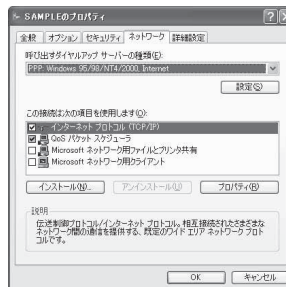 SAMPLEのプロパティ
全般 オプション セキュリティ ネットワーク 詳細設定
呼び出すダイヤルアップ サーバーの種類(E):
PPP: Windows 95/98/NT4/2000, Internet
設定(S)
この接続は次の項目を使用します(O):
インターネット プロトコル (TCP/IP)
QoS パケット スケジューラ
Microsoft ネットワーク用ファイルとプリンタ共有
Microsoft ネットワーク用クライアント
インストール(N)... アンインストール(U) プロパティ(R)
説明
伝送制御プロトコル/インターネット プロトコル。相互接続されたさまざまな
ネットワーク間の通信を提供する、既定のワイド エリア ネットワーク プロト
コルです。
OK キャンセル